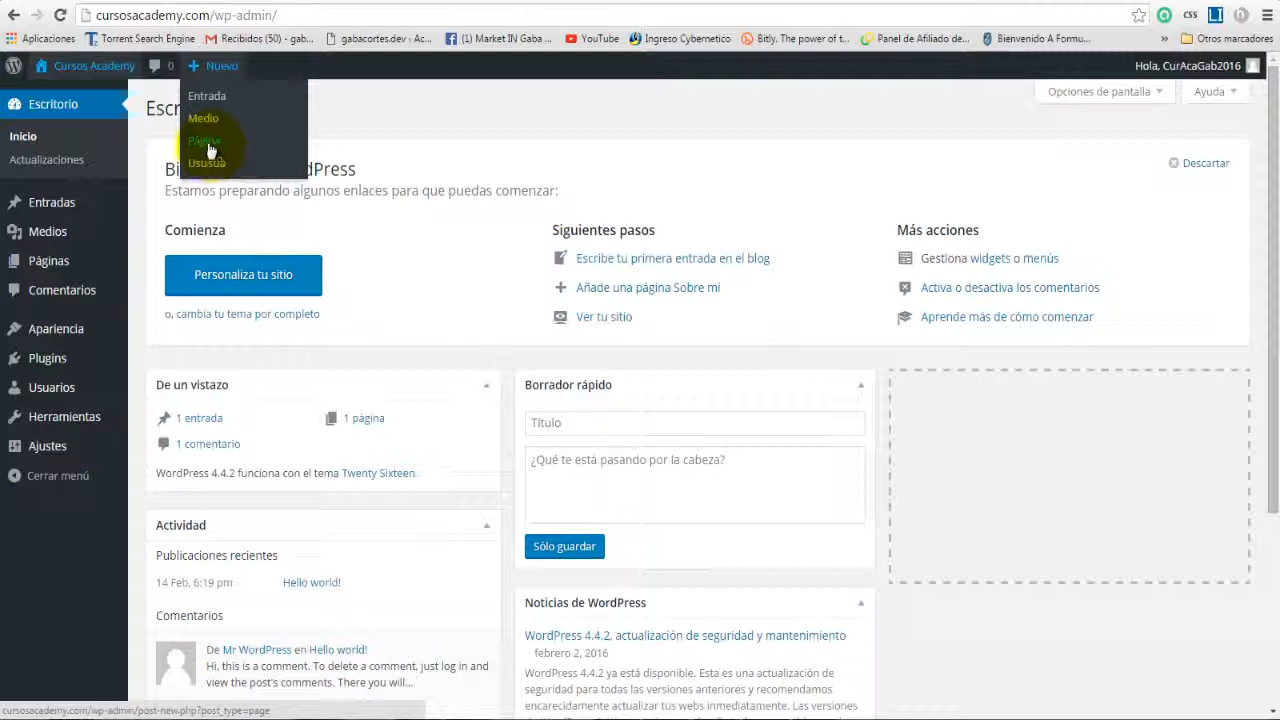 cursosacademy.com/wp-admin/
Aplicaciones Torrent Search Engine Recibidos (50) - gab... gabacortes.dev - Ac... (1) Market IN Gaba ... YouTube Ingreso Cybernetico Bitly. The power of t... Panel de Afiliado de... Bienvenido A Formu... » Otros marcadores
Cursos Academy 0 + Nuevo Hola, CurAcaGab2016
Entrada
Medio
Página
Escritorio
Inicio
Actualizaciones
Entradas
Medios
Páginas
Comentarios
Apariencia
Plugins
Usuarios
Herramientas
Ajustes
Cerrar menú
Opciones de pantalla Ayuda
Descartar
Estamos preparando algunos enlaces para que puedas comenzar:
Comienza
Personaliza tu sitio
o, cambia tu tema por completo
Siguientes pasos
Escribe tu primera entrada en el blog
Añade una página Sobre mí
Ver tu sitio
Más acciones
Gestiona widgets o menús
Activa o desactiva los comentarios
Aprende más de cómo comenzar
De un vistazo
1 entrada 1 página
1 comentario
WordPress 4.4.2 funciona con el tema Twenty Sixteen.
Actividad
Publicaciones recientes
14 Feb, 6:19 pm Hello world!
Comentarios
De Mr WordPress en Hello world!
Hi, this is a comment. To delete a comment, just log in and
view the post's comments. There you will...
Borrador rápido
Título
¿Qué te está pasando por la cabeza?
Sólo guardar
Noticias de WordPress
WordPress 4.4.2, actualización de seguridad y mantenimiento
febrero 2, 2016
WordPress 4.4.2 ya está disponible. Esta es una actualización de
seguridad para todas las versiones anteriores y recomendamos
encarecidamente actualizar tus webs inmediatamente. Las versiones
cursosacademy.com/wp-admin/post-new.php?post_type=page